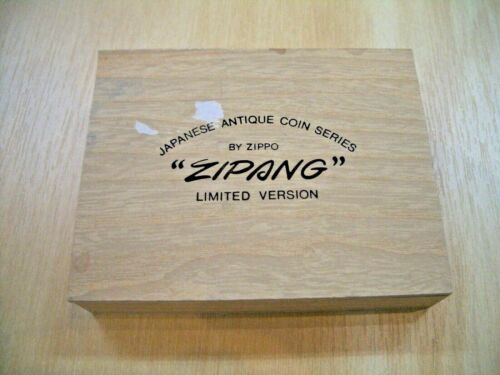 JAPANESE ANTIQUE COIN SERIES
BY ZIPPO
"ZIPANG"
LIMITED VERSION